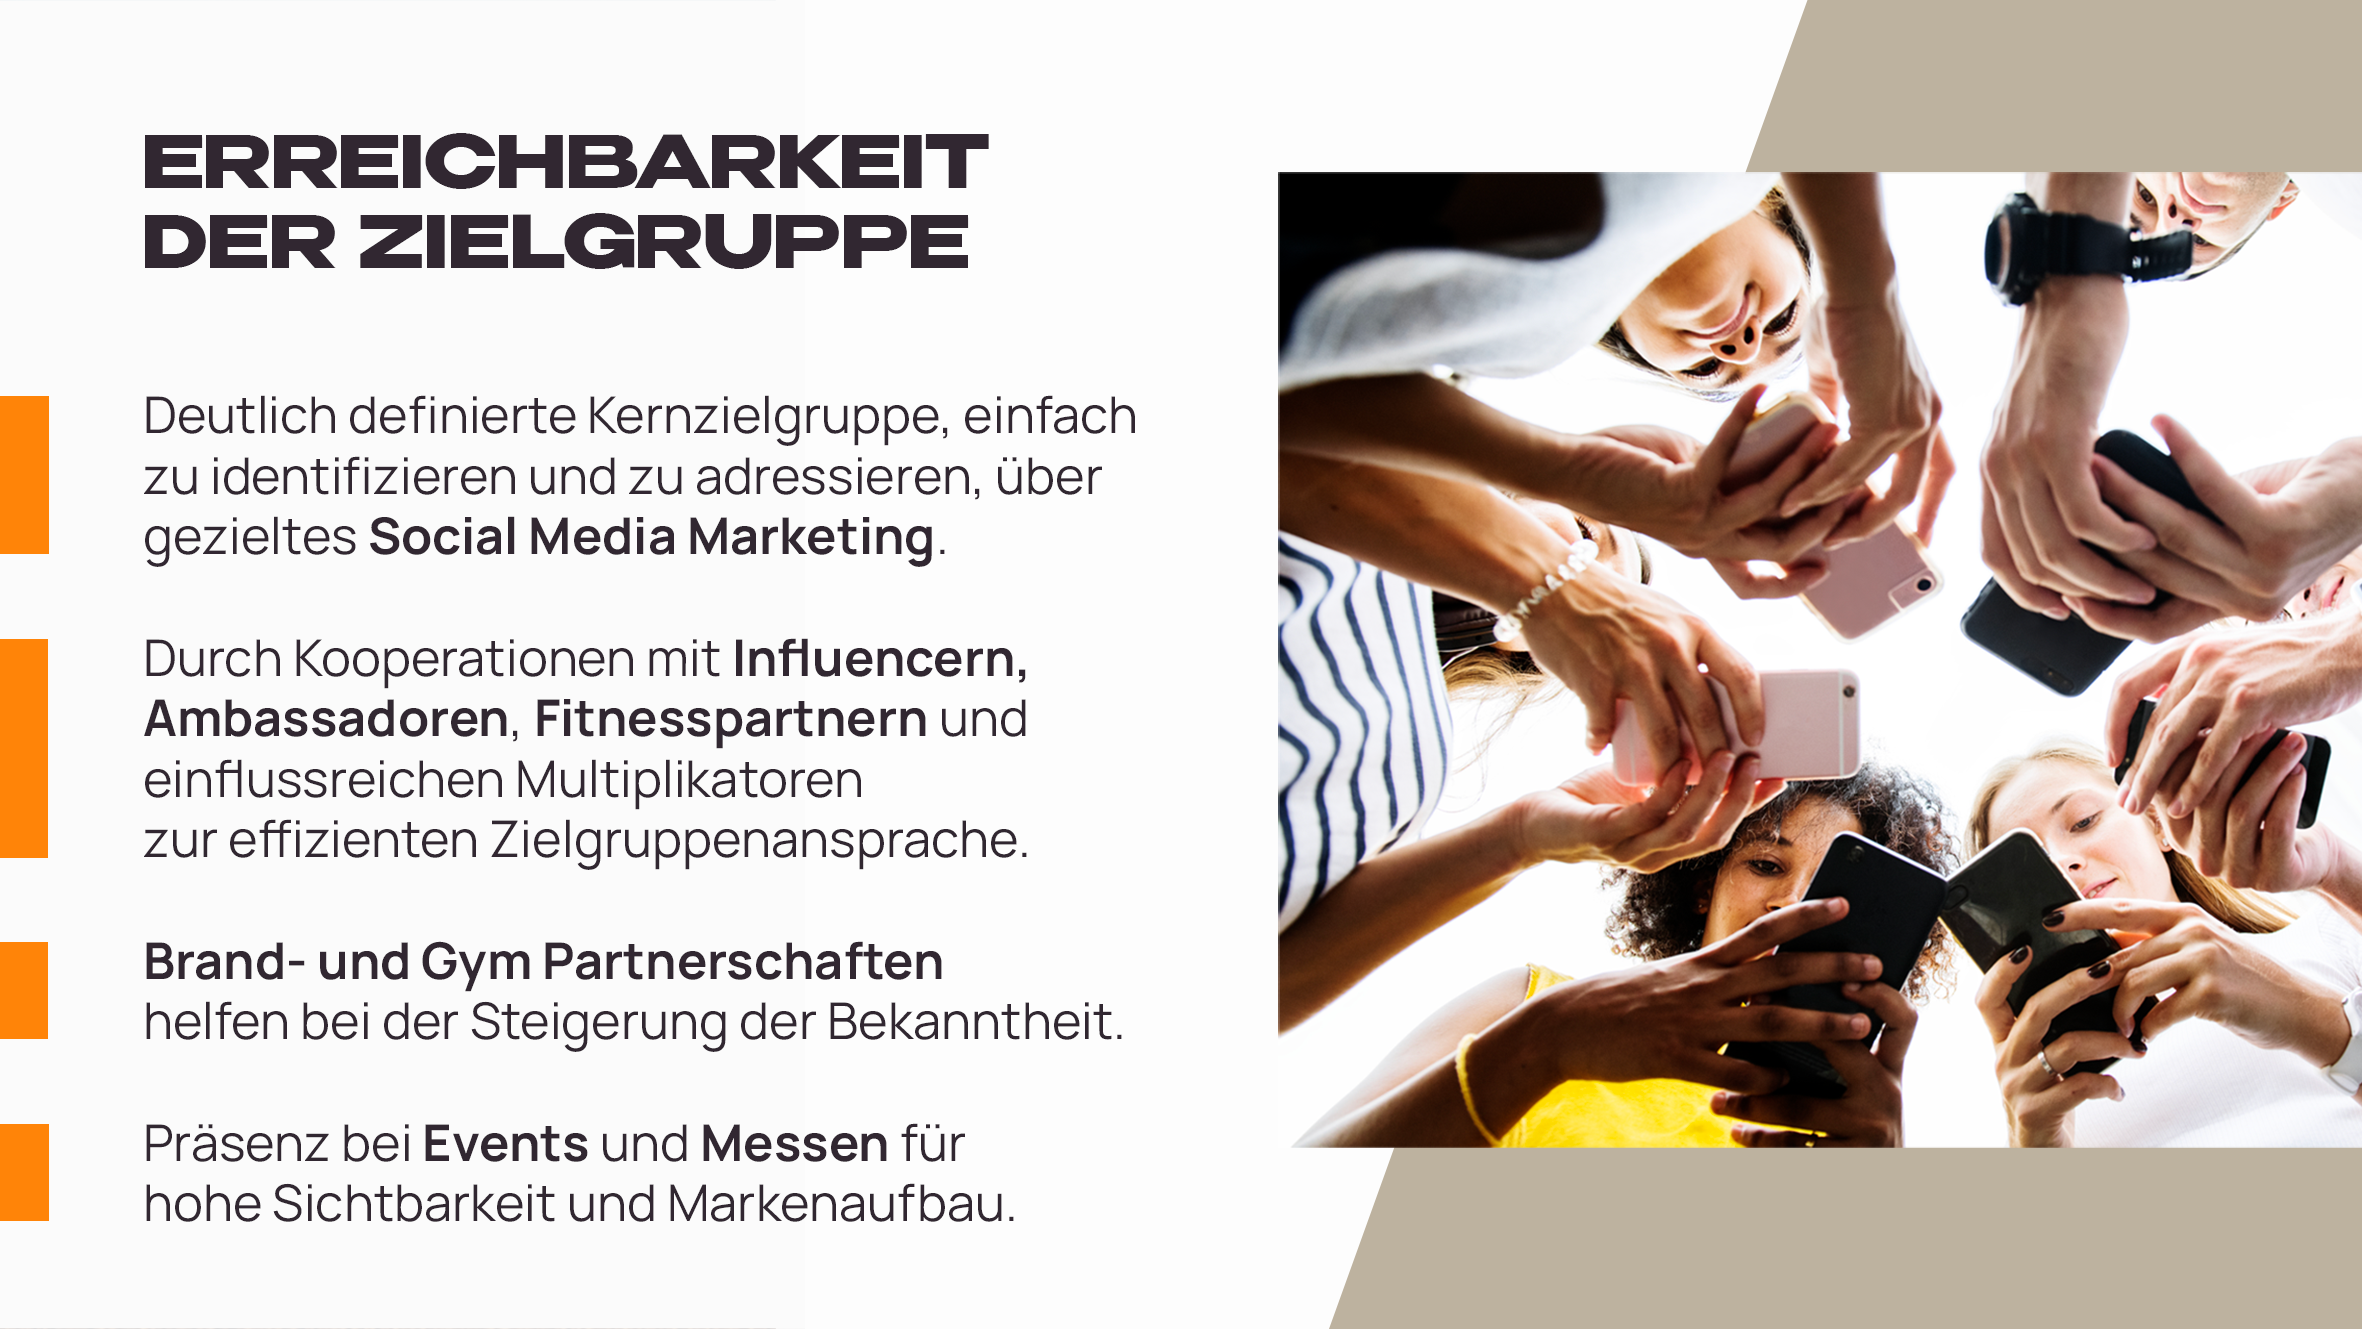 ERREICHBARKEIT
DER ZIELGRUPPE
Deutlich definierte Kernzielgruppe, einfach
zu identifizieren und zu adressieren, über
gezieltes Social Media Marketing.
Durch Kooperationen mit Influencern,
Ambassadoren, Fitnesspartnern und
einflussreichen Multiplikatoren
zur effizienten Zielgruppenansprache.
Brand- und Gym Partnerschaften
helfen bei der Steigerung der Bekanntheit.
Präsenz bei Events und Messen für
hohe Sichtbarkeit und Markenaufbau.